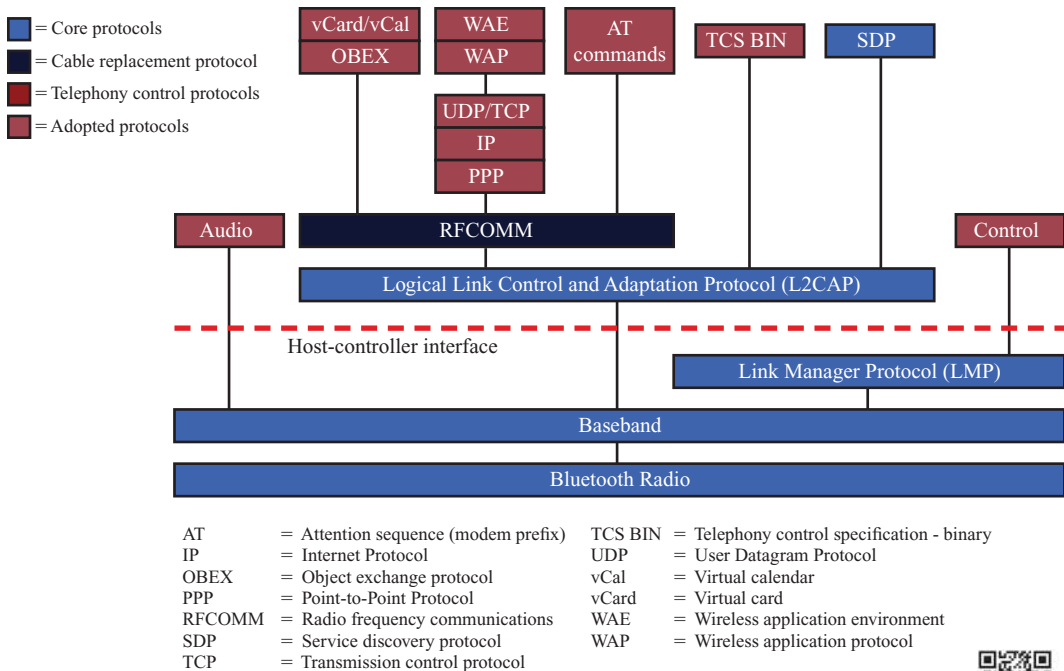 = Core protocols
= Cable replacement protocol
= Telephony control protocols
= Adopted protocols
vCard/vCal
OBEX
WAE
WAP
UDP/TCP
IP
PPP
AT
commands
TCS BIN
SDP
Audio
RFCOMM
Control
Logical Link Control and Adaptation Protocol (L2CAP)
Host-controller interface
Link Manager Protocol (LMP)
Baseband
Bluetooth Radio
AT = Attention sequence (modem prefix)
IP = Internet Protocol
OBEX = Object exchange protocol
PPP = Point-to-Point Protocol
RFCOMM = Radio frequency communications
SDP = Service discovery protocol
TCP = Transmission control protocol
TCS BIN = Telephony control specification - binary
UDP = User Datagram Protocol
vCal = Virtual calendar
vCard = Virtual card
WAE = Wireless application environment
WAP = Wireless application protocol